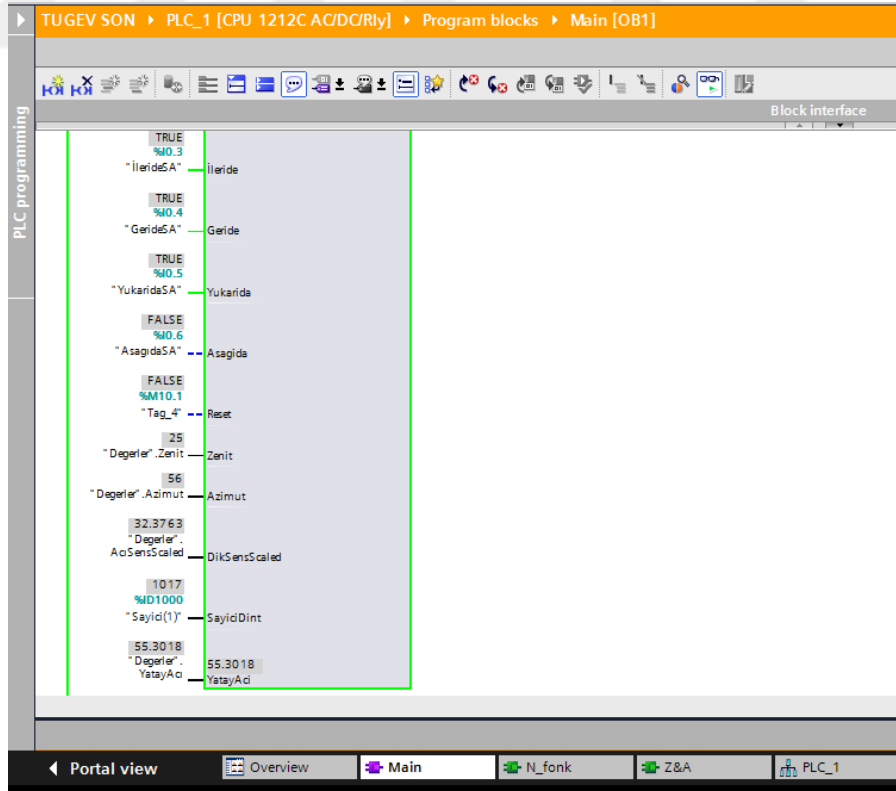 TUGEV SON ▸ PLC_1 [CPU 1212C AC/DC/Rly] ▸ Program blocks ▸ Main [OB1]
Block interface
PLC programming
TRUE
%I0.3
"İlerideSA" İleride
TRUE
%I0.4
"GerideSA" Geride
TRUE
%I0.5
"YukaridaSA" Yukarida
FALSE
%I0.6
"AsagıdaSA" Asagida
FALSE
%M10.1
"Tag_4" Reset
25
"Degerler".Zenit Zenit
56
"Degerler".Azimut Azimut
32.3763
"Degerler".
AcıSensScaled DikSensScaled
1017
%ID1000
"Sayici(1)" SayiciDint
55.3018
"Degerler". 55.3018
YatayAcı YatayAci
Portal view Overview Main N_fonk Z&A PLC_1